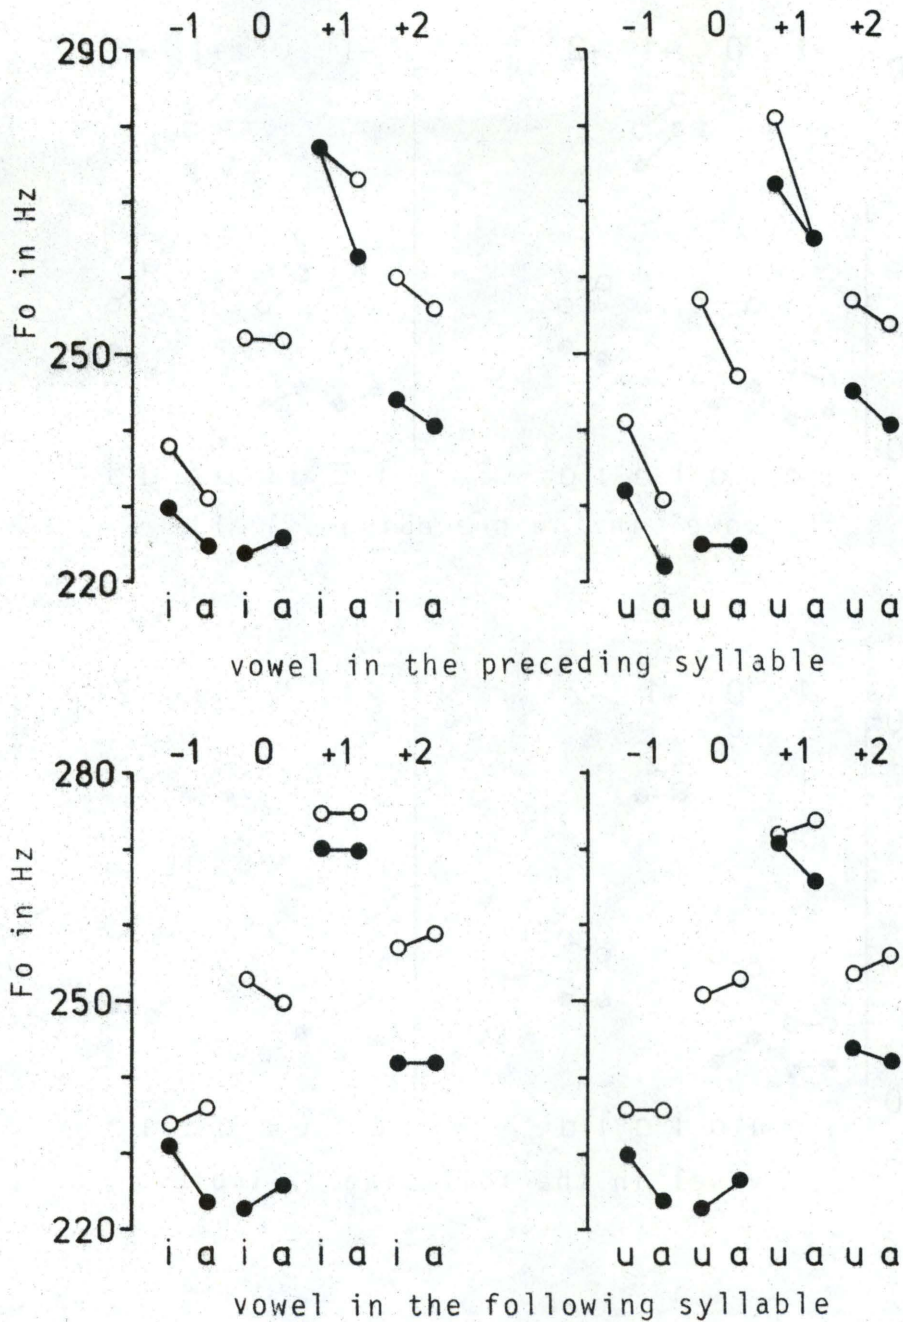 -1 0 +1 +2 -1 0 +1 +2
290
Fo in Hz
250
220
i a i a i a i a u a u a u a u a
vowel in the preceding syllable
-1 0 +1 +2 -1 0 +1 +2
280
Fo in Hz
250
220
i a i a i a i a u a u a u a u a
vowel in the following syllable